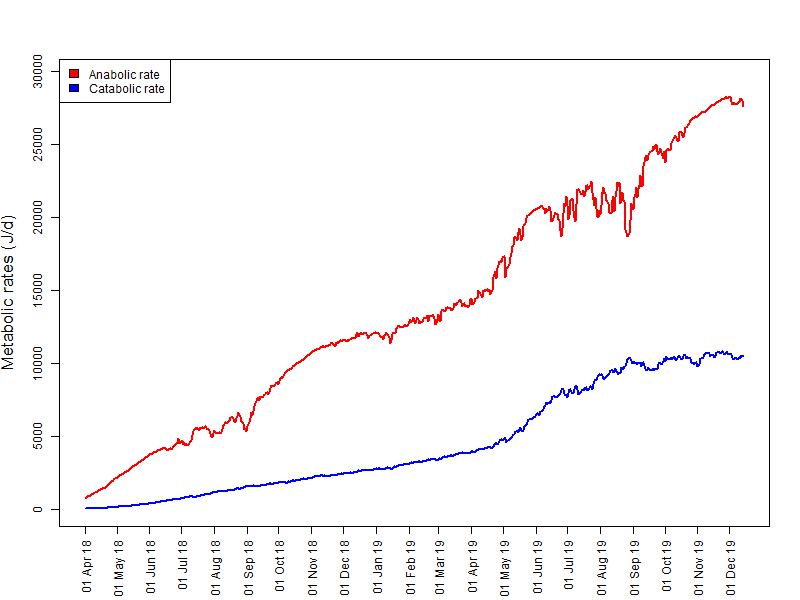 Anabolic rate
Catabolic rate
Metabolic rates (J/d)
30000
25000
20000
15000
10000
5000
0
01 Apr 18
01 May 18
01 Jun 18
01 Jul 18
01 Aug 18
01 Sep 18
01 Oct 18
01 Nov 18
01 Dec 18
01 Jan 19
01 Feb 19
01 Mar 19
01 Apr 19
01 May 19
01 Jun 19
01 Jul 19
01 Aug 19
01 Sep 19
01 Oct 19
01 Nov 19
01 Dec 19